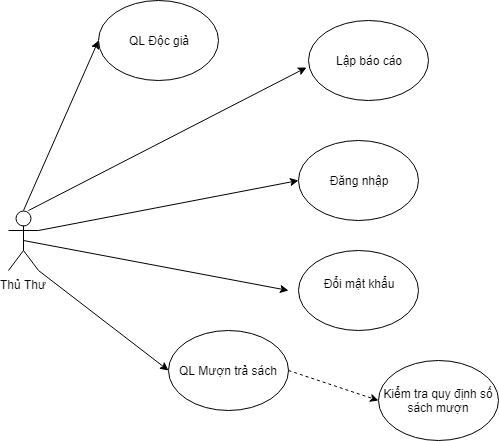 QL Độc giả
Lập báo cáo
Đăng nhập
Đổi mật khẩu
Thủ Thư
QL Mượn trả sách
Kiểm tra quy định số
sách mượn